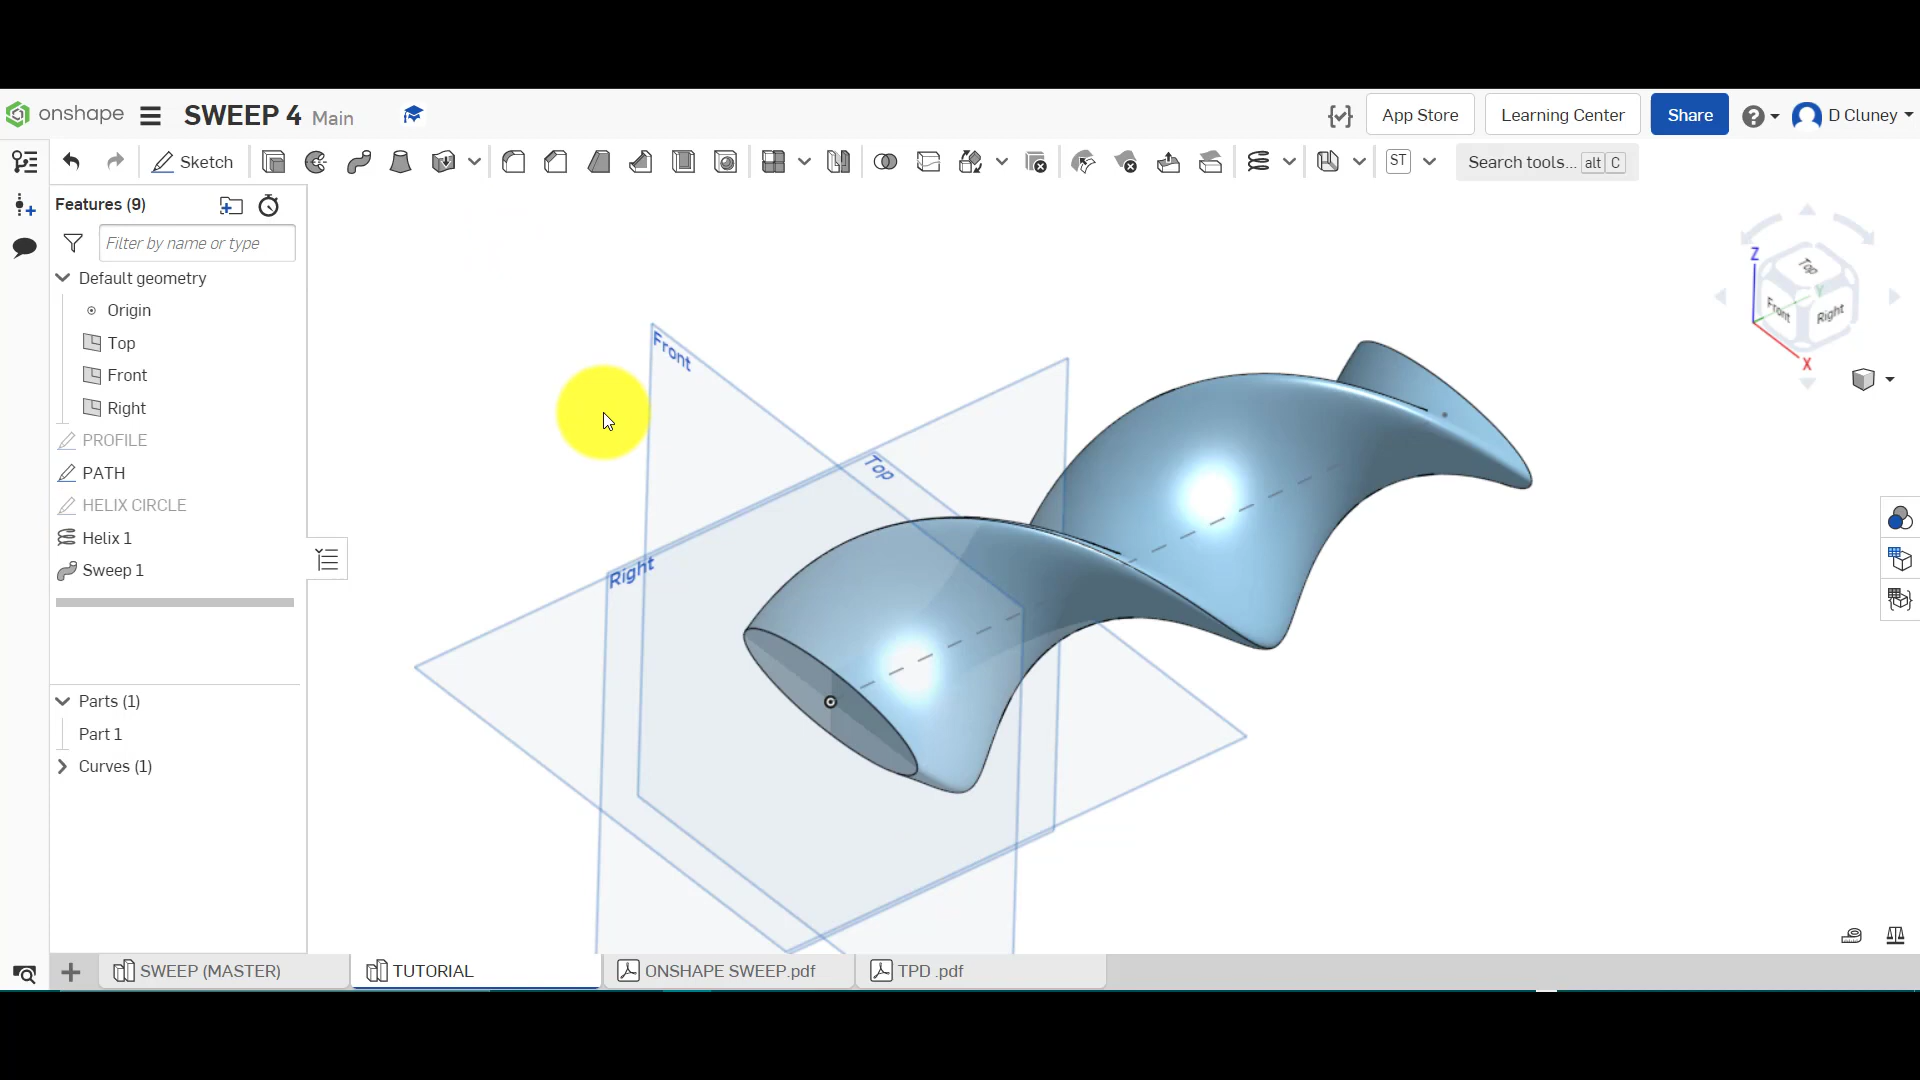 onshape
SWEEP 4 Main
App Store
Learning Center
Share
D Cluney
Sketch
ST
Search tools... alt C
Features (9)
Filter by name or type
Default geometry
Origin
Top
Front
Right
PROFILE
PATH
HELIX CIRCLE
Helix 1
Sweep 1
Parts (1)
Part 1
Curves (1)
Front
Top
Right
Z
Top
Y
Front
Right
X
SWEEP (MASTER)
TUTORIAL
ONSHAPE SWEEP.pdf
TPD .pdf